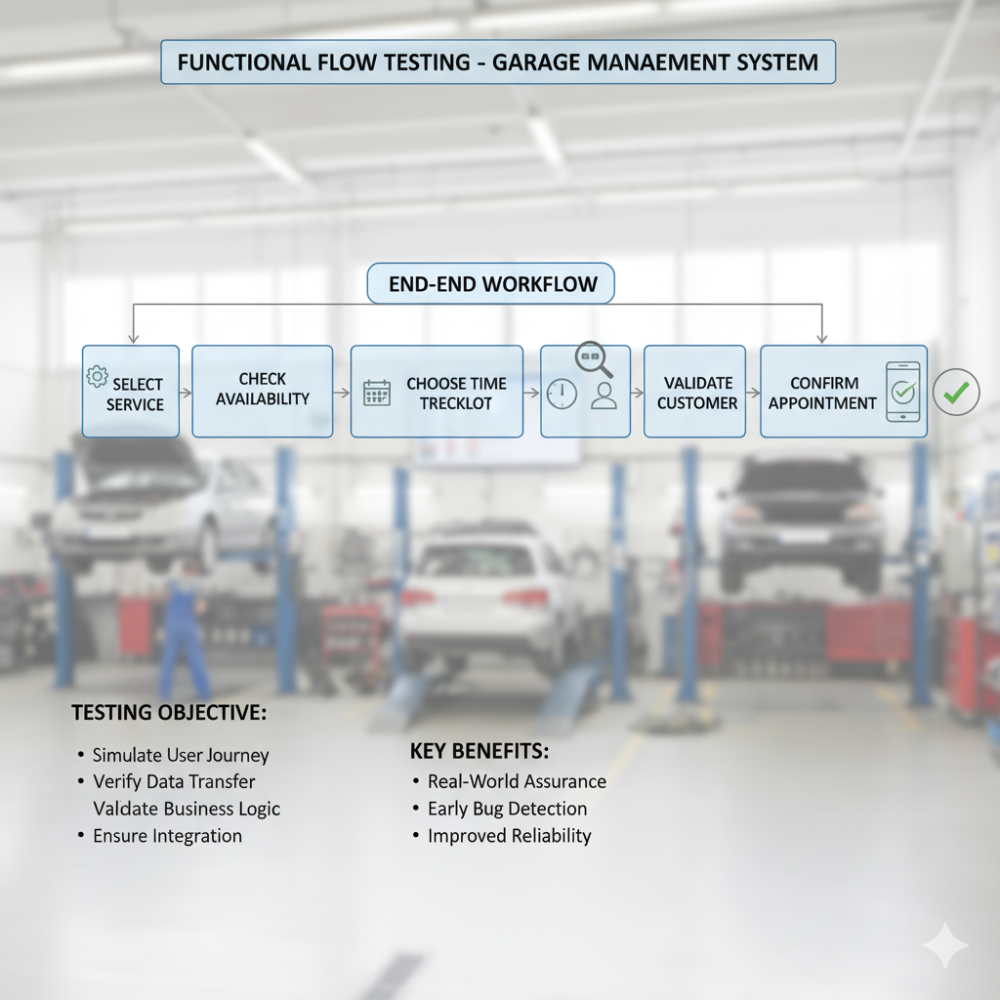 FUNCTIONAL FLOW TESTING - GARAGE MANAEMENT SYSTEM
END-END WORKFLOW
SELECT
SERVICE
CHECK
AVAILABILITY
CHOOSE TIME
TRECKLOT
VALIDATE
CUSTOMER
CONFIRM
APPOINTMENT
TESTING OBJECTIVE:
• Simulate User Journey
• Verify Data Transfer
Valdate Business Logic
• Ensure Integration
KEY BENEFITS:
• Real-World Assurance
• Early Bug Detection
• Improved Reliability